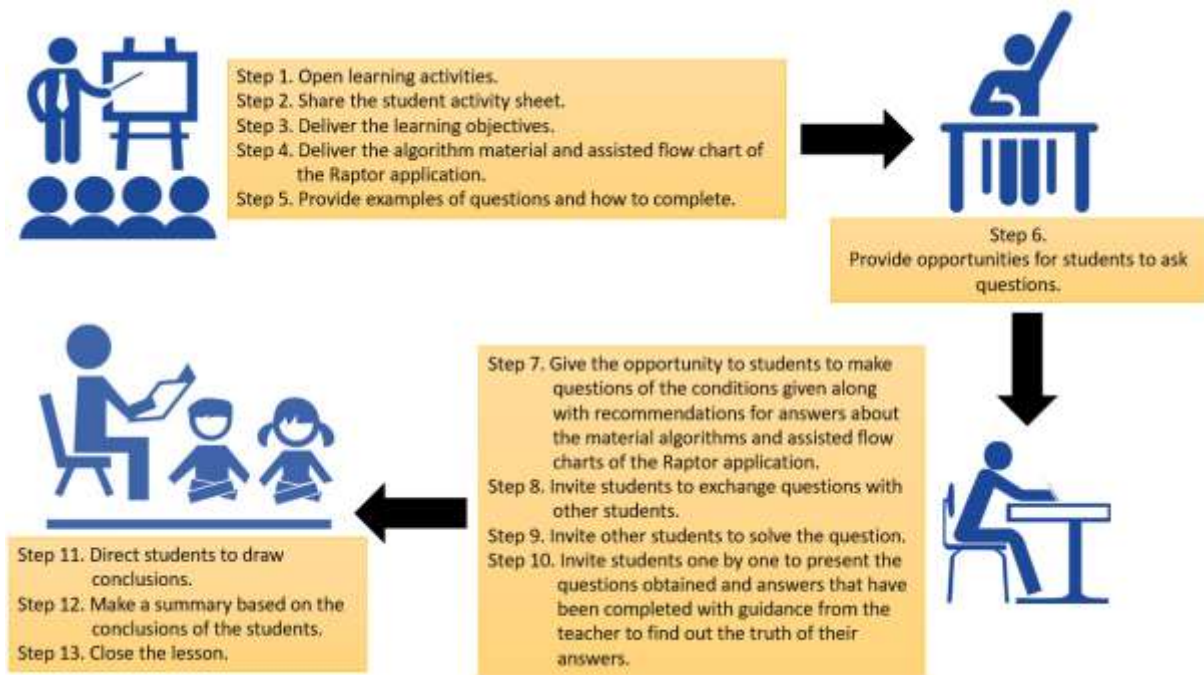 Step 1. Open learning activities.
Step 2. Share the student activity sheet.
Step 3. Deliver the learning objectives.
Step 4. Deliver the algorithm material and assisted flow chart of
the Raptor application.
Step 5. Provide examples of questions and how to complete.
Step 6.
Provide opportunities for students to ask
questions.
Step 7. Give the opportunity to students to make
questions of the conditions given along
with recommendations for answers about
the material algorithms and assisted flow
charts of the Raptor application.
Step 8. Invite students to exchange questions with
other students.
Step 9. Invite other students to solve the question.
Step 10. Invite students one by one to present the
questions obtained and answers that have
been completed with guidance from the
teacher to find out the truth of their
answers.
Step 11. Direct students to draw
conclusions.
Step 12. Make a summary based on the
conclusions of the students.
Step 13. Close the lesson.